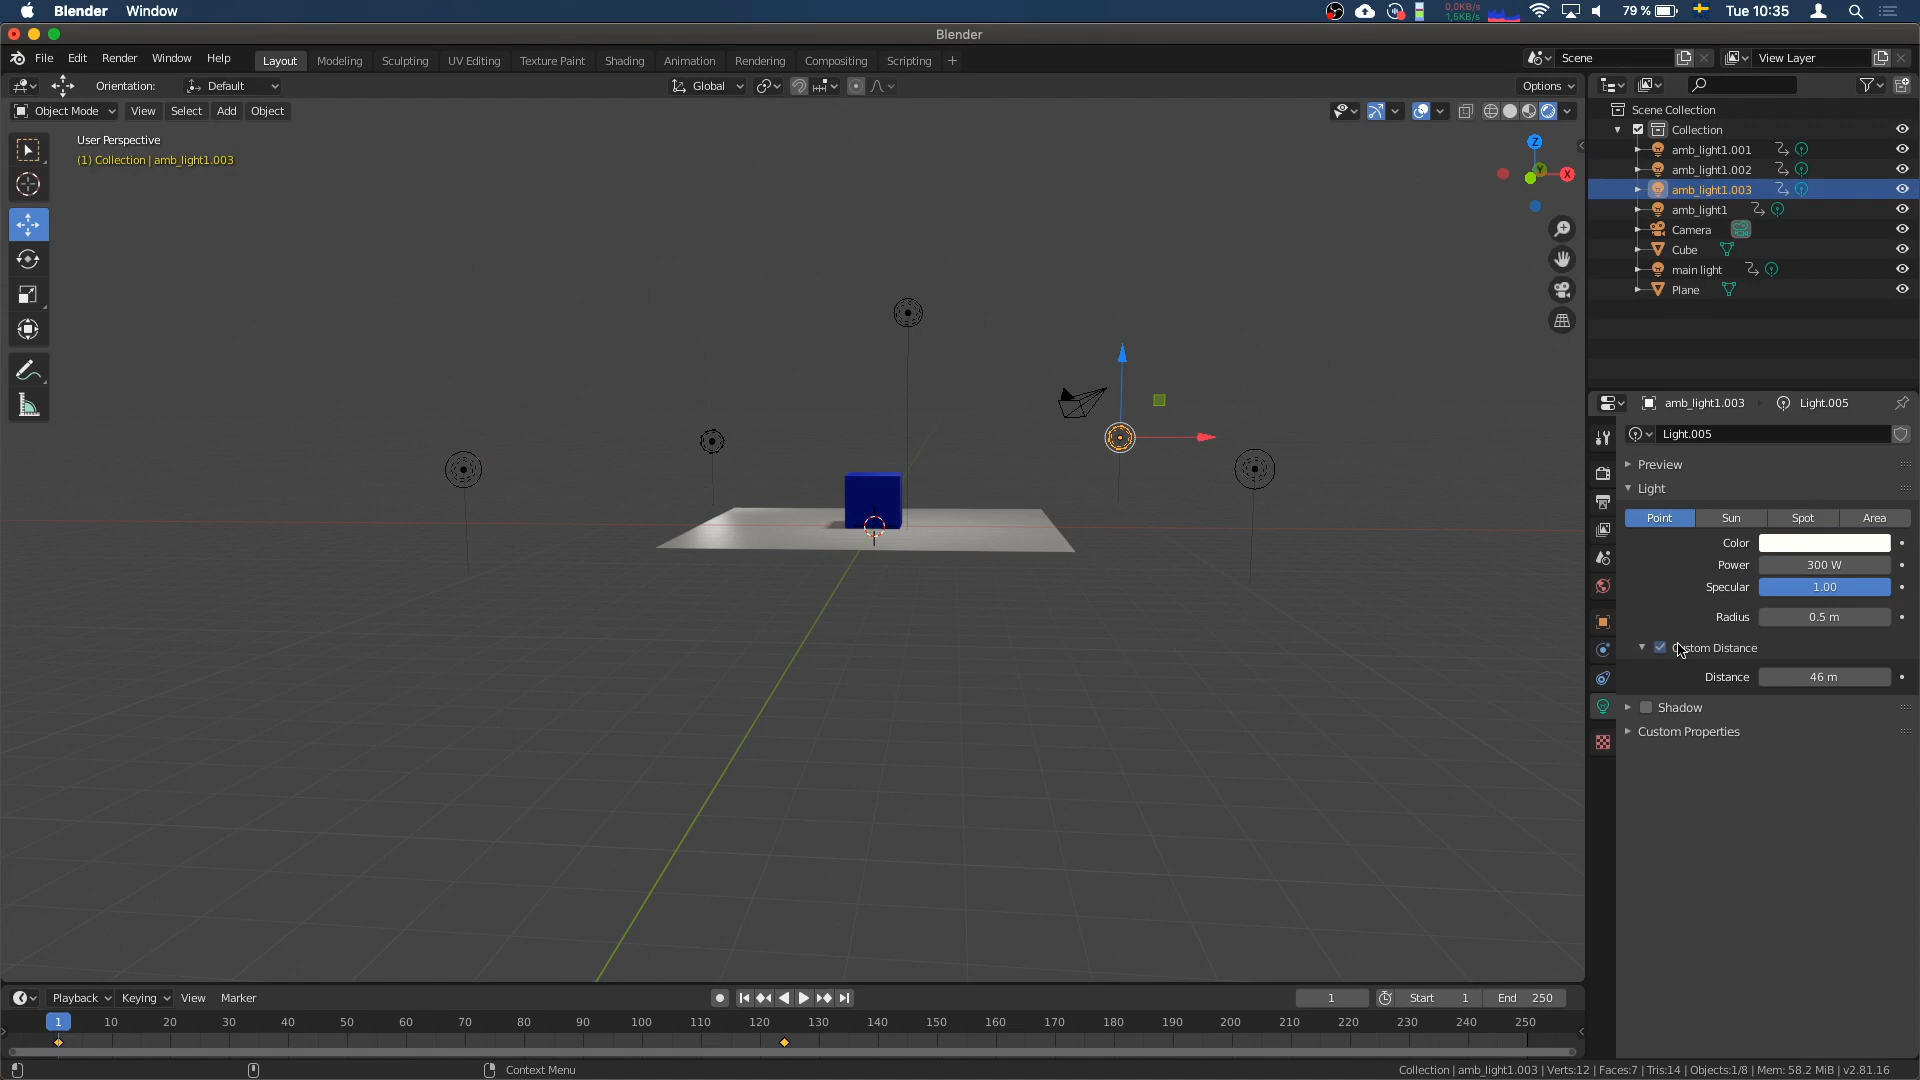 Blender Window
0,0KB/s
1,5KB/s
79 %
Tue 10:35
Blender
File Edit Render Window Help
Layout Modeling Sculpting UV Editing Texture Paint Shading Animation Rendering Compositing Scripting +
Scene
View Layer
Orientation: Default
Global
Options
Object Mode View Select Add Object
User Perspective
(1) Collection | amb_light1.003
Z
Y
X
Scene Collection
Collection
amb_light1.001
amb_light1.002
amb_light1.003
amb_light1
Camera
Cube
main light
Plane
amb_light1.003 Light.005
Light.005
Preview
Light
Point Sun Spot Area
Color
Power 300 W
Specular 1.00
Radius 0.5 m
Custom Distance
Distance 46 m
Shadow
Custom Properties
Playback Keying View Marker
1
Start 1
End 250
1 10 20 30 40 50 60 70 80 90 100 110 120 130 140 150 160 170 180 190 200 210 220 230 240 250
Context Menu
Collection | amb_light1.003 | Verts:12 | Faces:7 | Tris:14 | Objects:1/8 | Mem: 58.2 MiB | v2.81.16